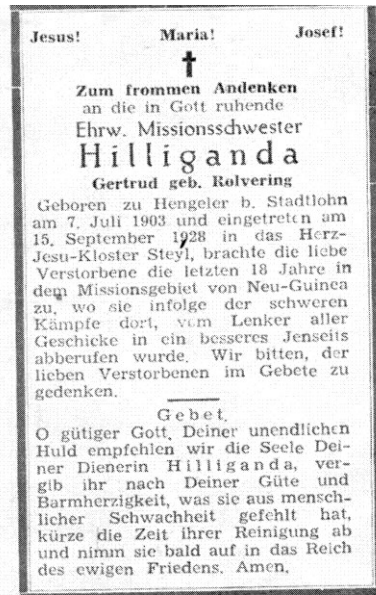 Jesus! Maria! Josef!
Zum frommen Andenken
an die in Gott ruhende
Ehrw. Missionsschwester
Hilliganda
Gertrud geb. Rolvering
Geboren zu Hengeler b. Stadtlohn
am 7. Juli 1903 und eingetreten am
15. September 1928 in das Herz-
Jesu-Kloster Steyl, brachte die liebe
Verstorbene die letzten 18 Jahre in
dem Missionsgebiet von Neu-Guinea
zu, wo sie infolge der schweren
Kämpfe dort, vom Lenker aller
Geschicke in ein besseres Jenseits
abberufen wurde. Wir bitten, der
lieben Verstorbenen im Gebete zu
gedenken.
Gebet.
O gütiger Gott, Deiner unendlichen
Huld empfehlen wir die Seele Dei-
ner Dienerin Hilliganda, ver-
gib ihr nach Deiner Güte und
Barmherzigkeit, was sie aus mensch-
licher Schwachheit gefehlt hat,
kürze die Zeit ihrer Reinigung ab
und nimm sie bald auf in das Reich
des ewigen Friedens. Amen.